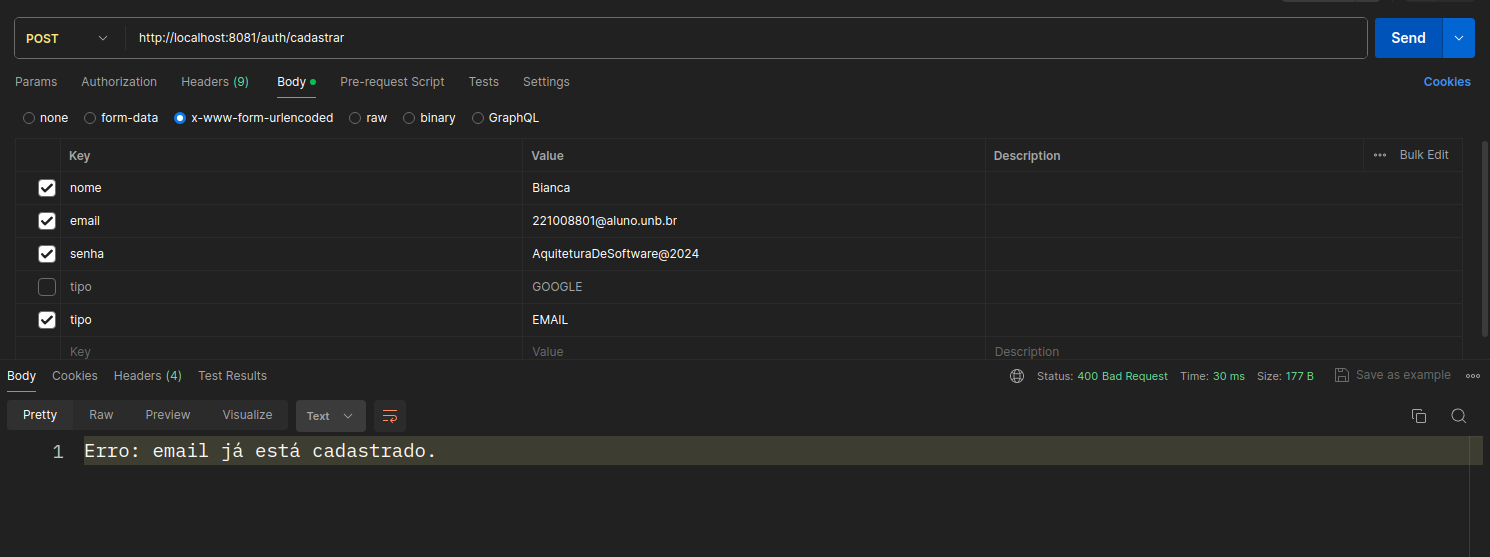 POST http://localhost:8081/auth/cadastrar Send
Params Authorization Headers (9) Body Pre-request Script Tests Settings Cookies
none form-data x-www-form-urlencoded raw binary GraphQL
Key Value Description Bulk Edit
nome Bianca
email 221008801@aluno.unb.br
senha AquiteturaDeSoftware@2024
tipo GOOGLE
tipo EMAIL
Key Value Description
Body Cookies Headers (4) Test Results Status: 400 Bad Request Time: 30 ms Size: 177 B Save as example
Pretty Raw Preview Visualize Text
1 Erro: email já está cadastrado.